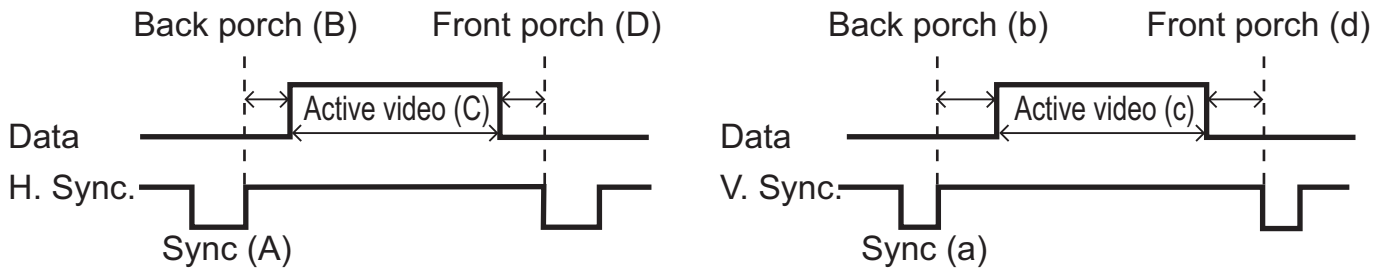 Back porch (B) Front porch (D)
Active video (C)
Data
H. Sync.
Sync (A)
Back porch (b) Front porch (d)
Active video (c)
Data
V. Sync.
Sync (a)